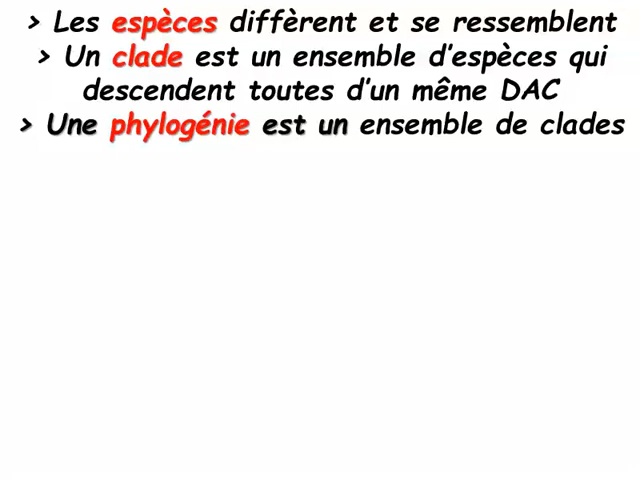 > Les espèces diffèrent et se ressemblent
> Un clade est un ensemble d'espèces qui
descendent toutes d'un même DAC
> Une phylogénie est un ensemble de clades